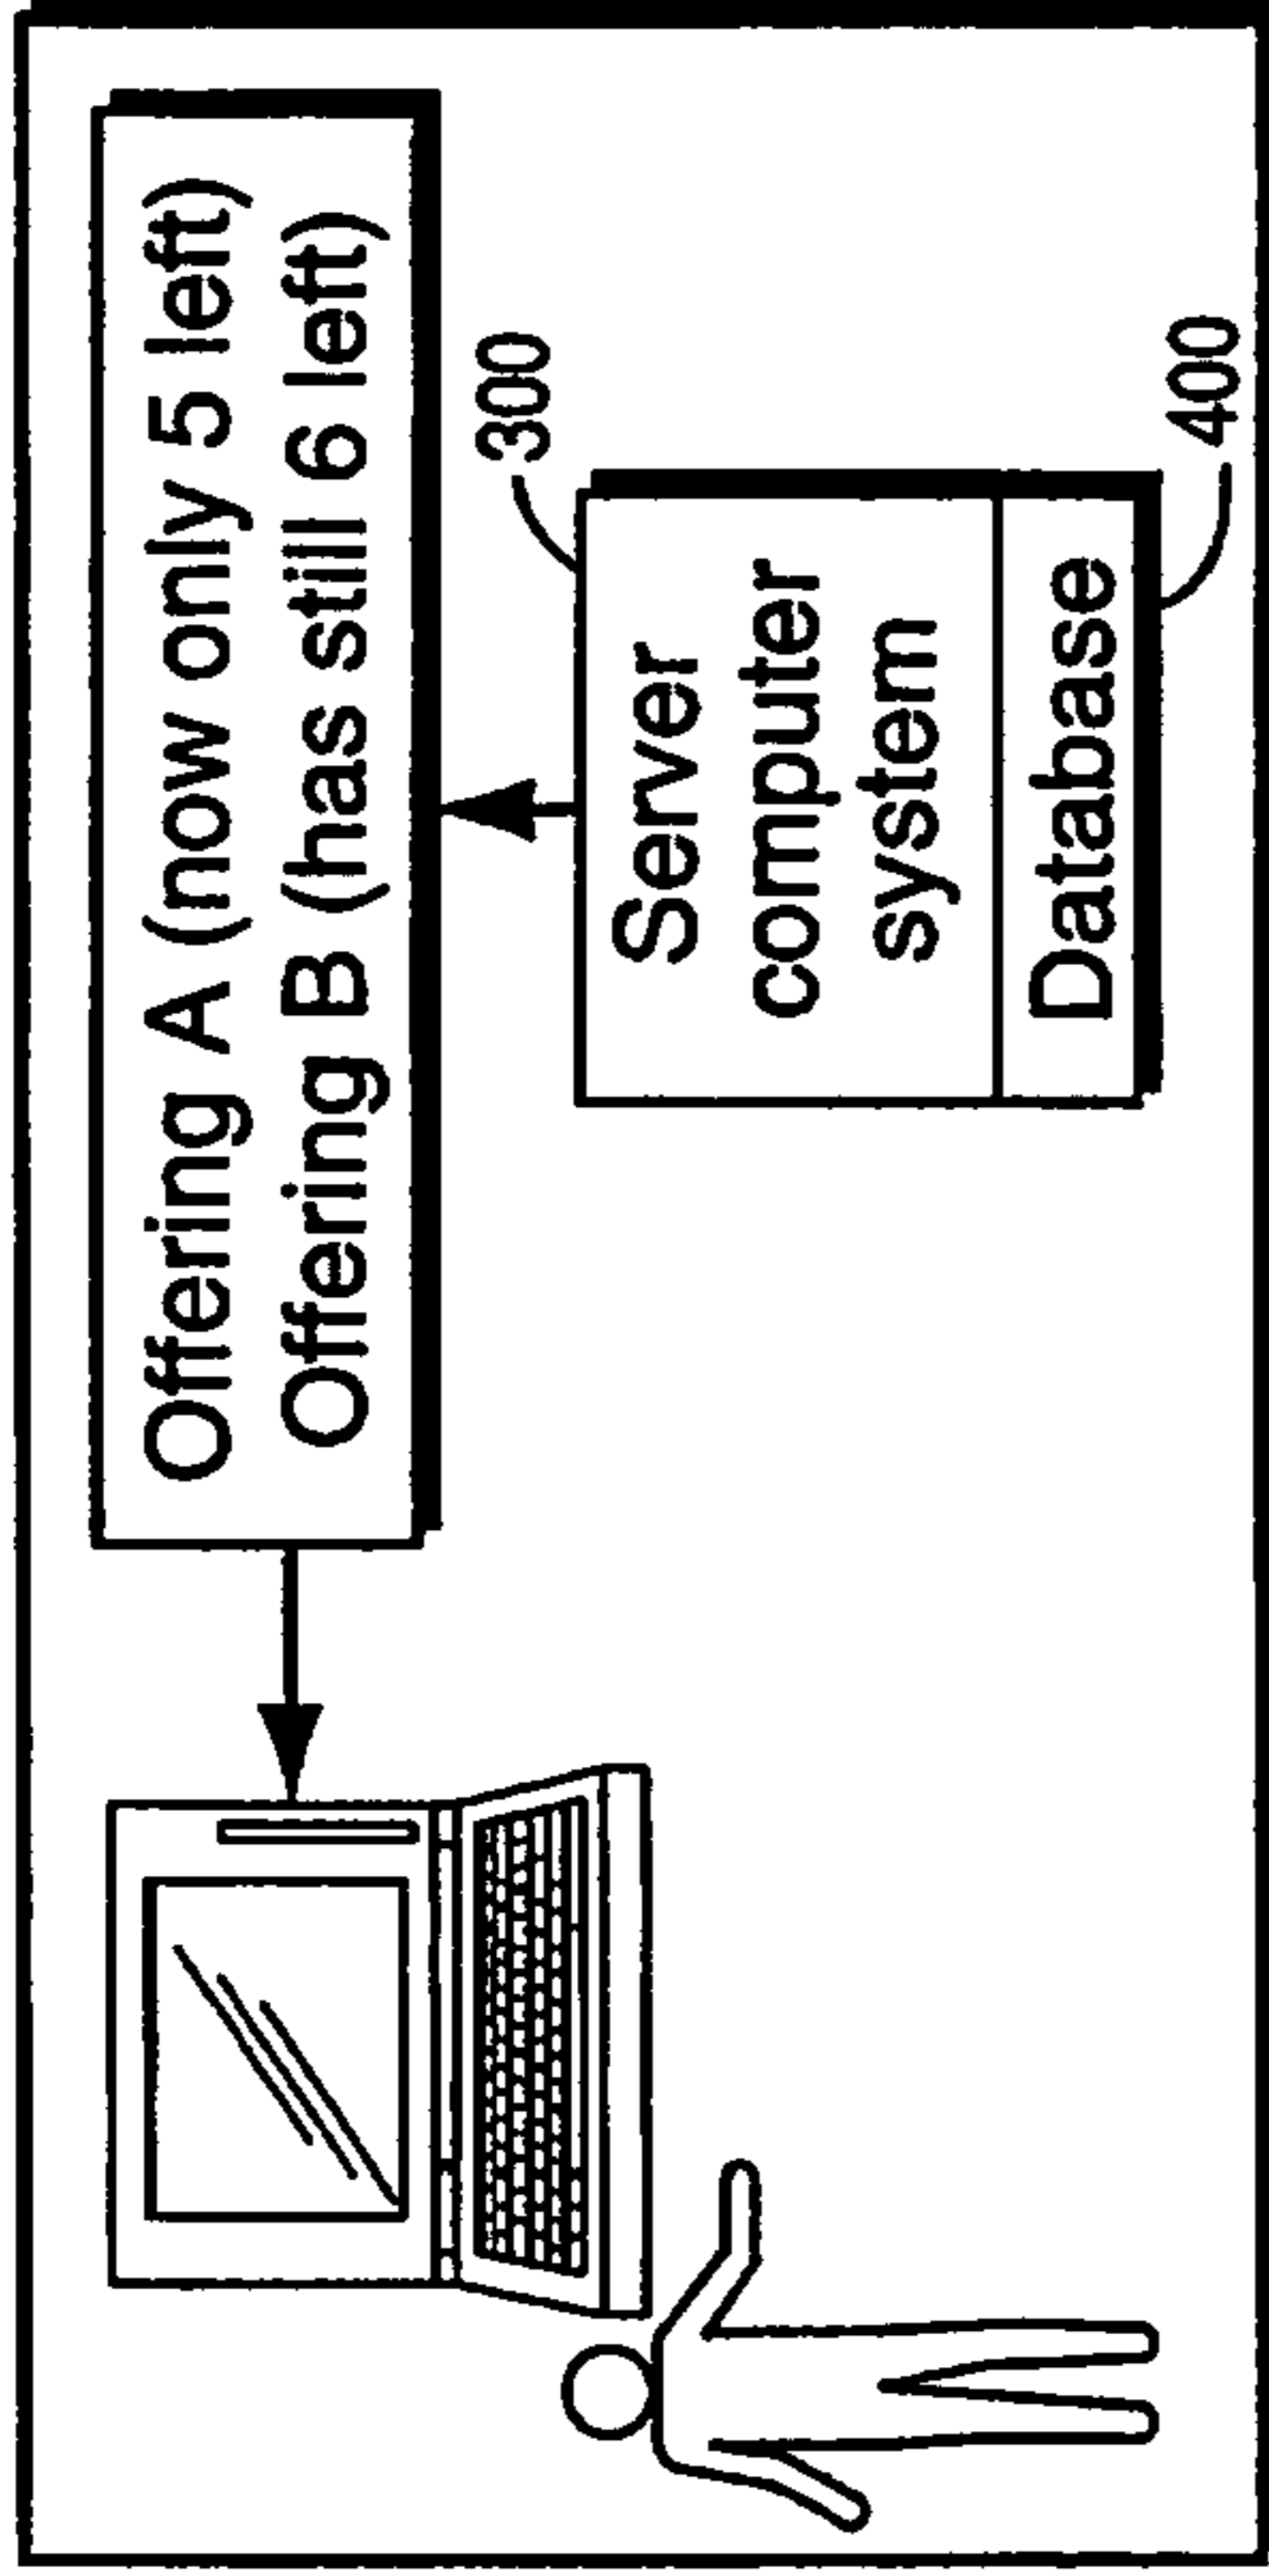 Offering A (now only 5 left)
Offering B (has still 6 left)
300
Server
computer
system
Database
400